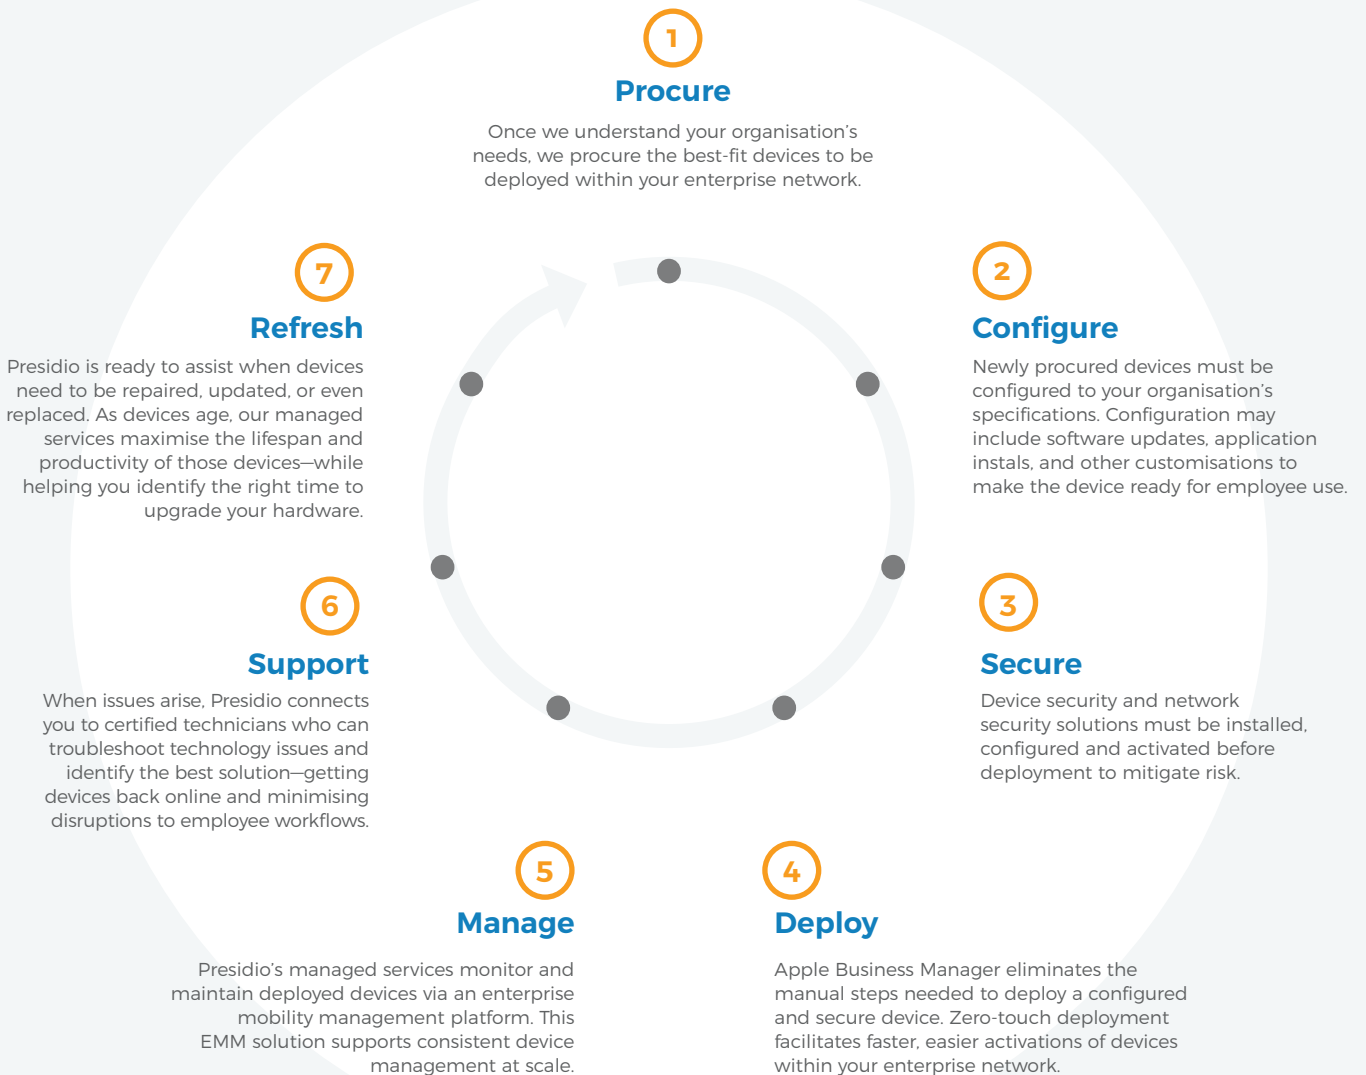 1
Procure
Once we understand your organisation's
needs, we procure the best-fit devices to be
deployed within your enterprise network.
2
Configure
Newly procured devices must be
configured to your organisation's
specifications. Configuration may
include software updates, application
instals, and other customisations to
make the device ready for employee use.
3
Secure
Device security and network
security solutions must be installed,
configured and activated before
deployment to mitigate risk.
4
Deploy
Apple Business Manager eliminates the
manual steps needed to deploy a configured
and secure device. Zero-touch deployment
facilitates faster, easier activations of devices
within your enterprise network.
5
Manage
Presidio's managed services monitor and
maintain deployed devices via an enterprise
mobility management platform. This
EMM solution supports consistent device
management at scale.
6
Support
When issues arise, Presidio connects
you to certified technicians who can
troubleshoot technology issues and
identify the best solution—getting
devices back online and minimising
disruptions to employee workflows.
7
Refresh
Presidio is ready to assist when devices
need to be repaired, updated, or even
replaced. As devices age, our managed
services maximise the lifespan and
productivity of those devices—while
helping you identify the right time to
upgrade your hardware.